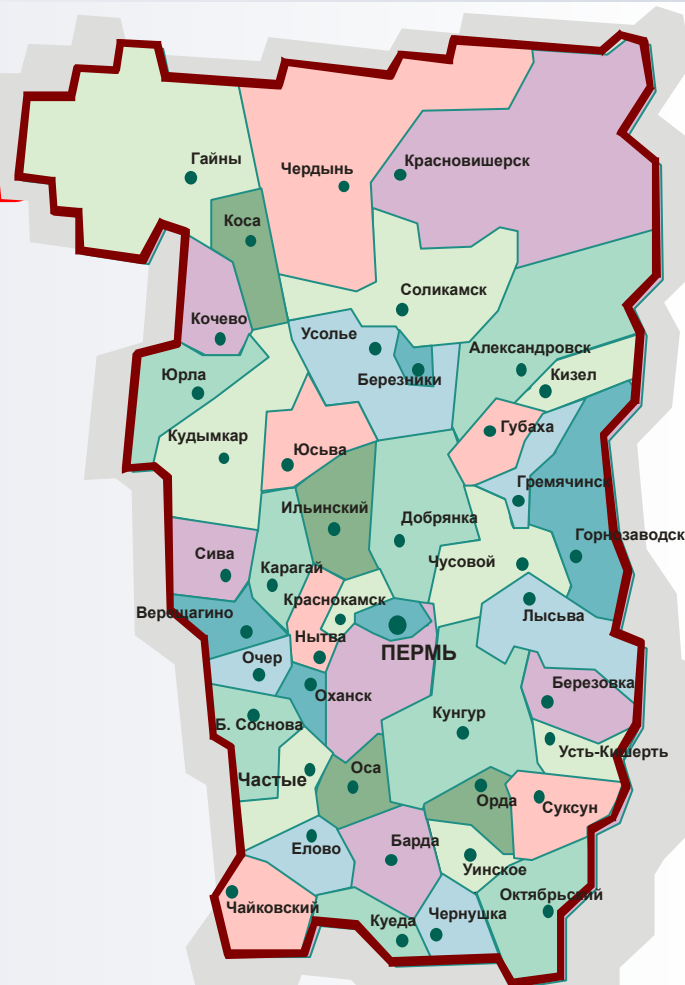 Гайны
Чердынь
Красновишерск
Коса
Соликамск
Кочево
Усолье
Александровск
Юрла
Березники
Кизел
Кудымкар
Губаха
Юсьва
Гремячинск
Ильинский
Добрянка
Горнозаводск
Сива
Чусовой
Карагай
Краснокамск
Верещагино
Лысьва
Нытва
ПЕРМЬ
Очер
Березовка
Оханск
Кунгур
Б. Соснова
Усть-Кишерть
Оса
Частые
Орда
Суксун
Барда
Елово
Уинское
Октябрьский
Чайковский
Куеда
Чернушка